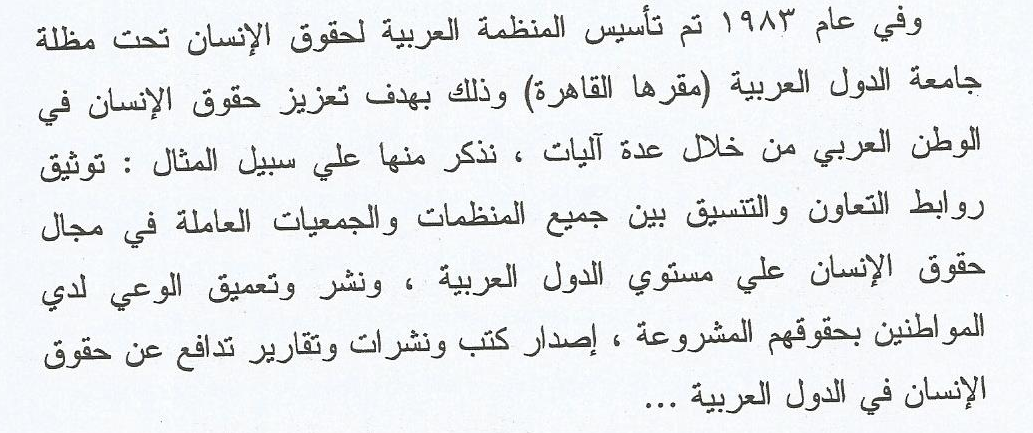 وفي عام ١٩٨٣ تم تأسيس المنظمة العربية لحقوق الإنسان تحت مظلة
جامعة الدول العربية (مقرها القاهرة) وذلك بهدف تعزيز حقوق الإنسان في
الوطن العربي من خلال عدة آليات ، نذكر منها علي سبيل المثال : توثيق
روابط التعاون والتنسيق بين جميع المنظمات والجمعيات العاملة في مجال
حقوق الإنسان علي مستوي الدول العربية ، ونشر وتعميق الوعي لدي
المواطنين بحقوقهم المشروعة ، إصدار كتب ونشرات وتقارير تدافع عن حقوق
الإنسان في الدول العربية ...